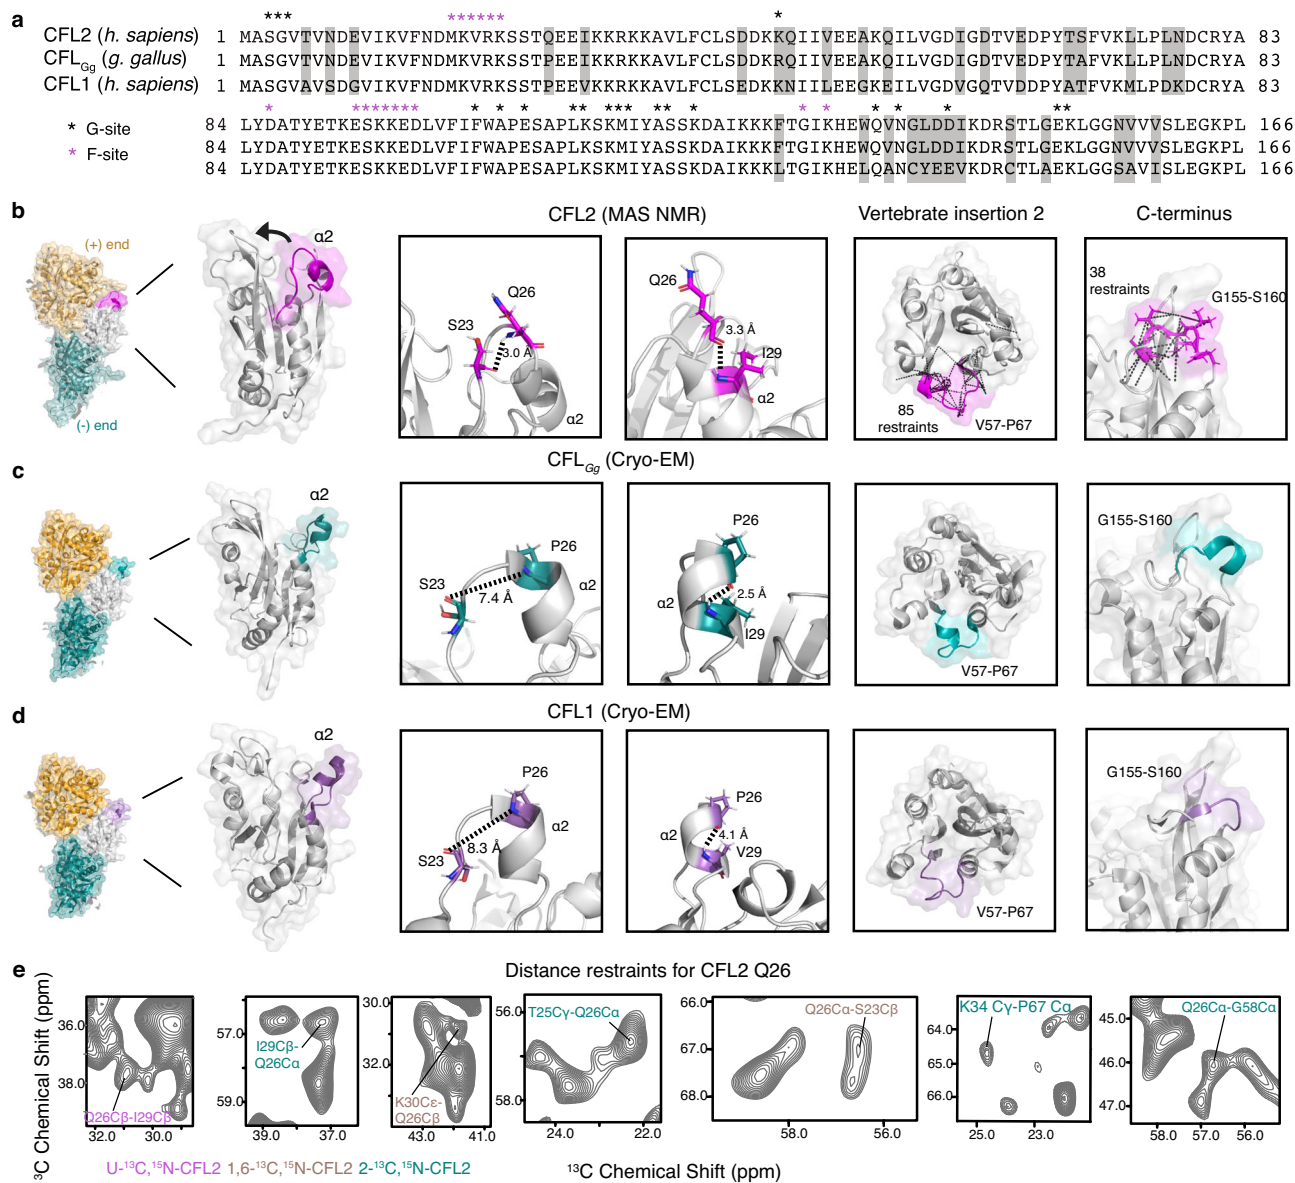 a
*** ****** *
CFL2 (h. sapiens) 1 MASGVTVNDEVIKVFNDMKVRKSSTQEEIKKRKKAVLFCLSDDKKQIIVEEAKQILVGDIGDTVEDPYTSFVKLLPLNDCRYA 83
CFLGg (g. gallus) 1 MASGVTVNDEVIKVFNDMKVRKSSTPEEIKKRKKAVLFCLSDDKRQIIVEEAKQILVGDIGDTVEDPYTAFVKLLPLNDCRYA 83
CFL1 (h. sapiens) 1 MASGVAVSDGVIKVFNDMKVRKSSTPEEVKKRKKAVLFCLSEDKKNIILEEGKEILVGDVGQTVDDPYATFVKMLPDKDCRYA 83
84 LYDATYETKESKKEDLVFIFWAPESAPLKSKMIYASSKDAIKKKFTGIKHEWQVNGLDDIKDRSTLGEKLGGNVVVSLEGKPL 166
84 LYDATYETKESKKEDLVFIFWAPESAPLKSKMIYASSKDAIKKKFTGIKHEWQVNGLDDIKDRSTLGEKLGGNVVVSLEGKPL 166
84 LYDATYETKESKKEDLVFIFWAPESAPLKSKMIYASSKDAIKKKLTGIKHELQANCYEEVKDRCTLAEKLGGSAVISLEGKPL 166
* G-site
* F-site
b
CFL2 (MAS NMR)
Vertebrate insertion 2
C-terminus
(+) end
(-) end
α2
Q26
S23
3.0 Å
α2
Q26
3.3 Å
I29
α2
85
restraints
V57-P67
38
restraints
G155-S160
c
CFLGg (Cryo-EM)
α2
P26
S23
7.4 Å
α2
P26
α2
2.5 Å
I29
V57-P67
G155-S160
d
CFL1 (Cryo-EM)
α2
P26
S23
8.3 Å
α2
P26
α2
4.1 Å
V29
V57-P67
G155-S160
e
Distance restraints for CFL2 Q26
³C Chemical Shift (ppm)
36.0
38.0
Q26Cβ-I29Cβ
32.0 30.0
57.0
59.0
I29Cβ-
Q26Cα
39.0 37.0
30.0
32.0
K30Cε-
Q26Cβ
43.0 41.0
56.0
58.0
T25Cγ-Q26Cα
24.0 22.0
66.0
67.0
68.0
Q26Cα-S23Cβ
58.0 56.0
K34 Cγ-P67 Cα
64.0
65.0
66.0
25.0 23.0
Q26Cα-G58Cα
45.0
46.0
47.0
58.0 57.0 56.0
U-¹³C,¹⁵N-CFL2 1,6-¹³C,¹⁵N-CFL2 2-¹³C,¹⁵N-CFL2
¹³C Chemical Shift (ppm)